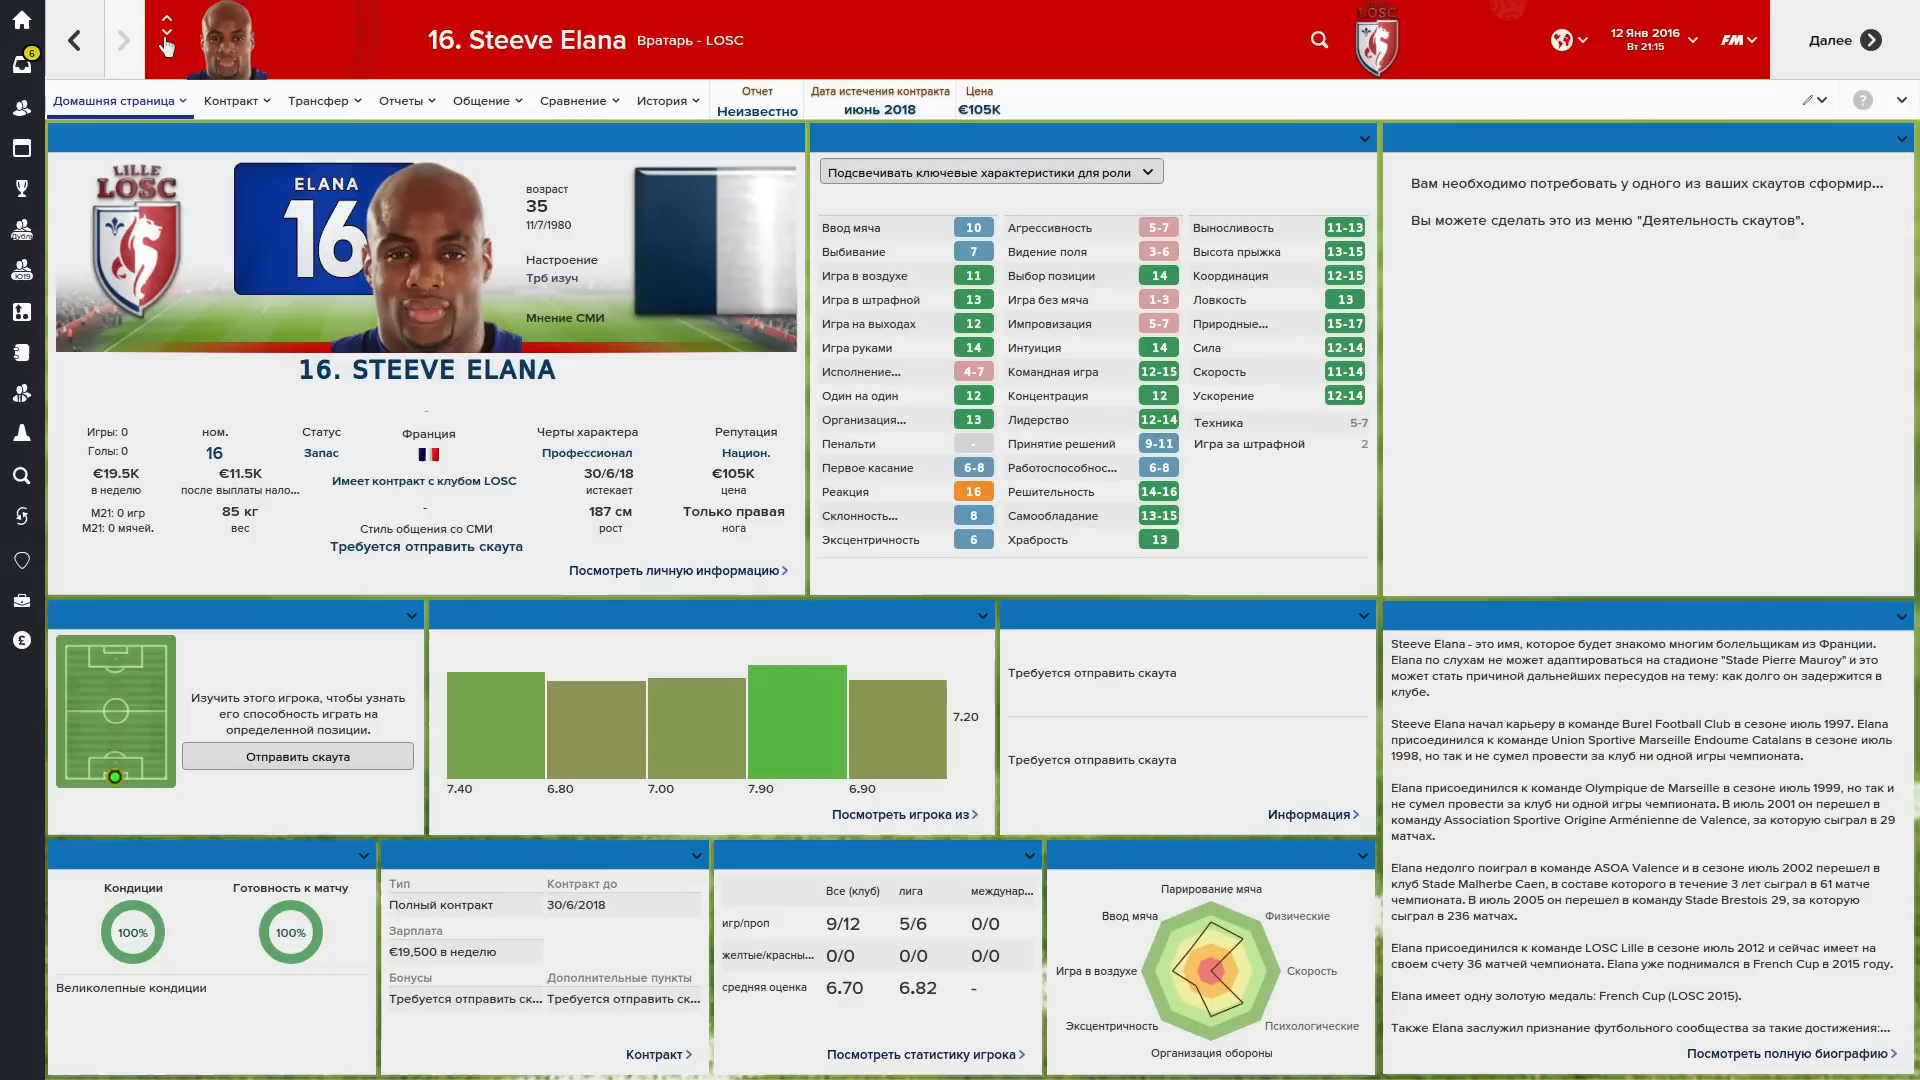 6
16. Steeve Elana Вратарь - LOSC
LOSC
12 Янв 2016
Вт 21:15
FM
Далее
Домашняя страница
Контракт
Трансфер
Отчеты
Общение
Сравнение
История
Отчет
Неизвестно
Дата истечения контракта
июнь 2018
Цена
€105K
LILLE
LOSC
ELANA
16
возраст
35
11/7/1980
Настроение
Трб изуч
Мнение СМИ
16. STEEVE ELANA
-
Игры: 0
Голы: 0
ном.
16
Статус
Запас
Франция
Черты характера
Профессионал
Репутация
Национ.
€19.5K
в неделю
€11.5K
после выплаты нало...
Имеет контракт с клубом LOSC
30/6/18
истекает
€105K
цена
М21: 0 игр
М21: 0 мячей.
85 кг
вес
-
Стиль общения со СМИ
Требуется отправить скаута
187 см
рост
Только правая
нога
Посмотреть личную информацию
Подсвечивать ключевые характеристики для роли
Ввод мяча 10
Выбивание 7
Игра в воздухе 11
Игра в штрафной 13
Игра на выходах 12
Игра руками 14
Исполнение... 4-7
Один на один 12
Организация... 13
Пенальти -
Первое касание 6-8
Реакция 16
Склонность... 8
Эксцентричность 6
Агрессивность 5-7
Видение поля 3-6
Выбор позиции 14
Игра без мяча 1-3
Импровизация 5-7
Интуиция 14
Командная игра 12-15
Концентрация 12
Лидерство 12-14
Принятие решений 9-11
Работоспособнос... 6-8
Решительность 14-16
Самообладание 13-15
Храбрость 13
Выносливость 11-13
Высота прыжка 13-15
Координация 12-15
Ловкость 13
Природные... 15-17
Сила 12-14
Скорость 11-14
Ускорение 12-14
Техника 5-7
Игра за штрафной 2
Вам необходимо потребовать у одного из ваших скаутов сформир...
Вы можете сделать это из меню "Деятельность скаутов".
Изучить этого игрока, чтобы узнать
его способность играть на
определенной позиции.
Отправить скаута
7.20
7.40 6.80 7.00 7.90 6.90
Посмотреть игрока из
Требуется отправить скаута
Требуется отправить скаута
Информация
Steeve Elana - это имя, которое будет знакомо многим болельщикам из Франции.
Elana по слухам не может адаптироваться на стадионе "Stade Pierre Mauroy" и это
может стать причиной дальнейших пересудов на тему: как долго он задержится в
клубе.
Steeve Elana начал карьеру в команде Burel Football Club в сезоне июль 1997. Elana
присоединился к команде Union Sportive Marseille Endoume Catalans в сезоне июль
1998, но так и не сумел провести за клуб ни одной игры чемпионата.
Elana присоединился к команде Olympique de Marseille в сезоне июль 1999, но так и
не сумел провести за клуб ни одной игры чемпионата. В июль 2001 он перешел в
команду Association Sportive Origine Arménienne de Valence, за которую сыграл в 29
матчах.
Elana недолго поиграл в команде ASOA Valence и в сезоне июль 2002 перешел в
клуб Stade Malherbe Caen, в составе которого в течение 3 лет сыграл в 61 матче
чемпионата. В июль 2005 он перешел в команду Stade Brestois 29, за которую
сыграл в 236 матчах.
Elana присоединился к команде LOSC Lille в сезоне июль 2012 и сейчас имеет на
своем счету 36 матчей чемпионата. Elana уже поднимался в French Cup в 2015 году.
Elana имеет одну золотую медаль: French Cup (LOSC 2015).
Также Elana заслужил признание футбольного сообщества за такие достижения:...
Посмотреть полную биографию
Кондиции
100%
Готовность к матчу
100%
Великолепные кондиции
Тип
Полный контракт
Контракт до
30/6/2018
Зарплата
€19,500 в неделю
Бонусы
Требуется отправить ск...
Дополнительные пункты
Требуется отправить ск...
Контракт
Все (клуб) лига междунар...
игр/проп 9/12 5/6 0/0
желтые/красны... 0/0 0/0 0/0
средняя оценка 6.70 6.82 -
Посмотреть статистику игрока
Парирование мяча
Ввод мяча
Физические
Игра в воздухе
Скорость
Эксцентричность
Психологические
Организация обороны